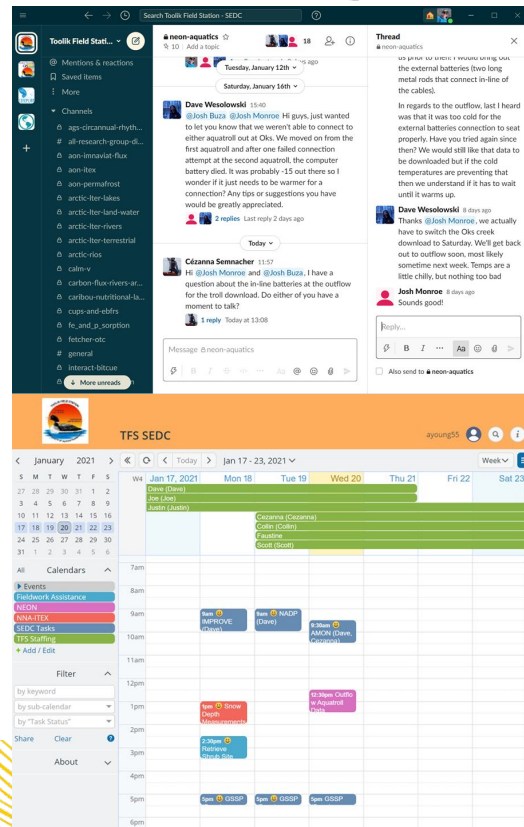 Search Toolik Field Station - SEDC
Toolik Field Stati...
Mentions & reactions
Saved items
More
Channels
ags-circannual-rhyth...
# all-research-group-di...
aon-imnaviat-flux
aon-itex
aon-permafrost
arctic-lter-lakes
arctic-lter-land-water
arctic-lter-rivers
arctic-lter-terrestrial
arctic-rios
calm-v
carbon-flux-rivers-ar...
caribou-nutritional-la...
cups-and-ebfrs
fe_and_p_sorption
fetcher-otc
# general
interact-bitcue
↓ More unreads
neon-aquatics
10 | Add a topic
18
ays ago
Tuesday, January 12th
Saturday, January 16th
Dave Wesolowski 15:40
@Josh Buza @Josh Monroe Hi guys, just
wanted to let you know that we weren't able to connect to
either aquatroll out at Oks. We moved on from the
first aquatroll and after one failed connection
attempt at the second aquatroll, the computer
battery died. It was probably -15 out there so I
wonder if it just needs to be warmer for a
connection? Any tips or suggestions you have
would be greatly appreciated.
2 replies Last reply 2 days ago
Today
Cézanna Semnacher 11:57
Hi @Josh Monroe and @Josh Buza, I have a
question about the in-line batteries at the outflow
for the troll download. Do either of you have a
moment to talk?
1 reply Today at 13:08
Message neon-aquatics
Thread
neon-aquatics
us prior to then I would bring out
the external batteries (two long
metal rods that connect in-line of
the cables).
In regards to the outflow, last I heard
was that it was too cold for the
external batteries connection to seat
properly. Have you tried again since
then? We would still like that data to
be downloaded but if the cold
temperatures are preventing that
then we understand if it has to wait
until it warms up.
Dave Wesolowski 8 days ago
Thanks @Josh Monroe, we actually
have to switch the Oks creek
download to Saturday. We'll get back
out to outflow soon, most likely
sometime next week. Temps are a
little chilly, but nothing too bad
Josh Monroe 8 days ago
Sounds good!
Reply...
B I ... Aa @
Also send to neon-aquatics
TFS SEDC
ayoung55
January 2021
Today
Jan 17 - 23, 2021
Week
S M T W T F S
27 28 29 30 31 1 2
3 4 5 6 7 8 9
10 11 12 13 14 15 16
17 18 19 20 21 22 23
24 25 26 27 28 29 30
31 1 2 3 4 5 6
All Calendars
Events
Fieldwork Assistance
NEON
NNA-ITEX
SEDC Tasks
TFS Staffing
+ Add / Edit
Filter
by keyword
by sub-calendar
by "Task Status"
Share Clear
About
W4 Jan 17, 2021 Mon 18 Tue 19 Wed 20 Thu 21 Fri 22 Sat 23
Dave (Dave)
Joe (Joe)
Justin (Justin)
Cezanna (Cezanna)
Collin (Collin)
Faustine
Scott (Scott)
7am
8am
9am
10am
11am
12pm
1pm
2pm
3pm
4pm
5pm
6pm
9am IMPROVE (Dave)
9am NADP (Dave)
9:30am AMON (Dave, Cezanna)
12:30pm Outflow Aquatroll Data
1pm Snow Depth Measurements
2:30pm Retrieve Shrub Site
5pm GSSP
5pm GSSP
5pm GSSP